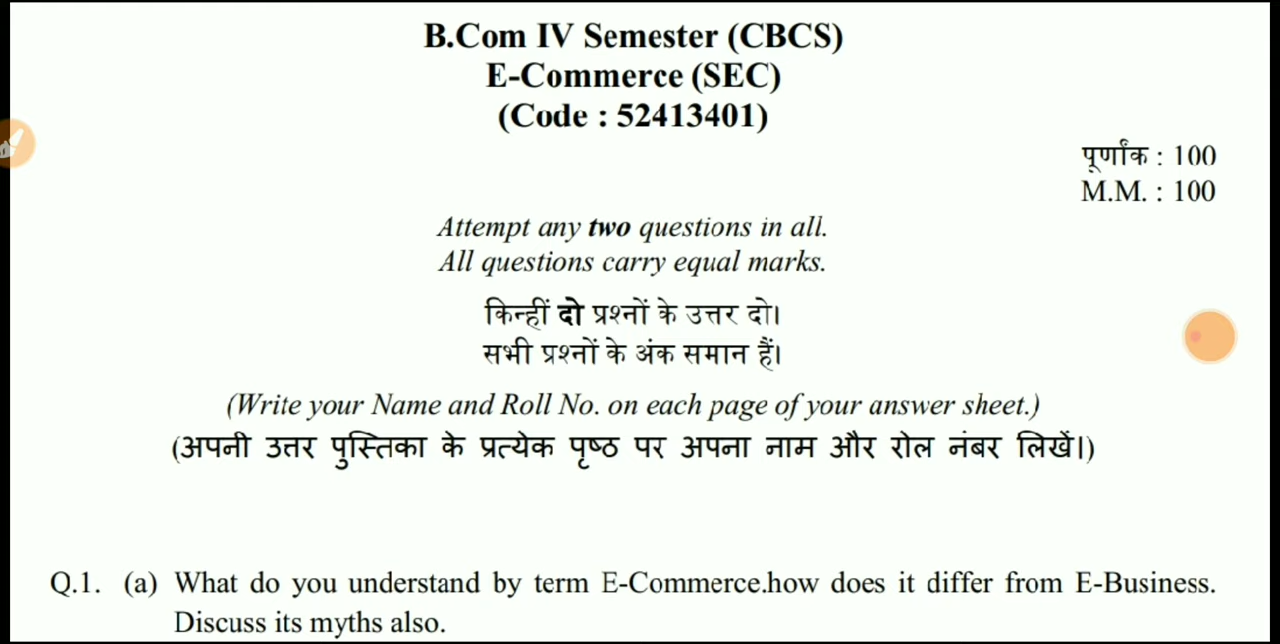 B.Com IV Semester (CBCS)
E-Commerce (SEC)
(Code : 52413401)
पूर्णांक : 100
M.M. : 100
Attempt any two questions in all.
All questions carry equal marks.
किन्हीं दो प्रश्नों के उत्तर दो।
सभी प्रश्नों के अंक समान हैं।
(Write your Name and Roll No. on each page of your answer sheet.)
(अपनी उत्तर पुस्तिका के प्रत्येक पृष्ठ पर अपना नाम और रोल नंबर लिखें।)
Q.1. (a) What do you understand by term E-Commerce.how does it differ from E-Business.
Discuss its myths also.